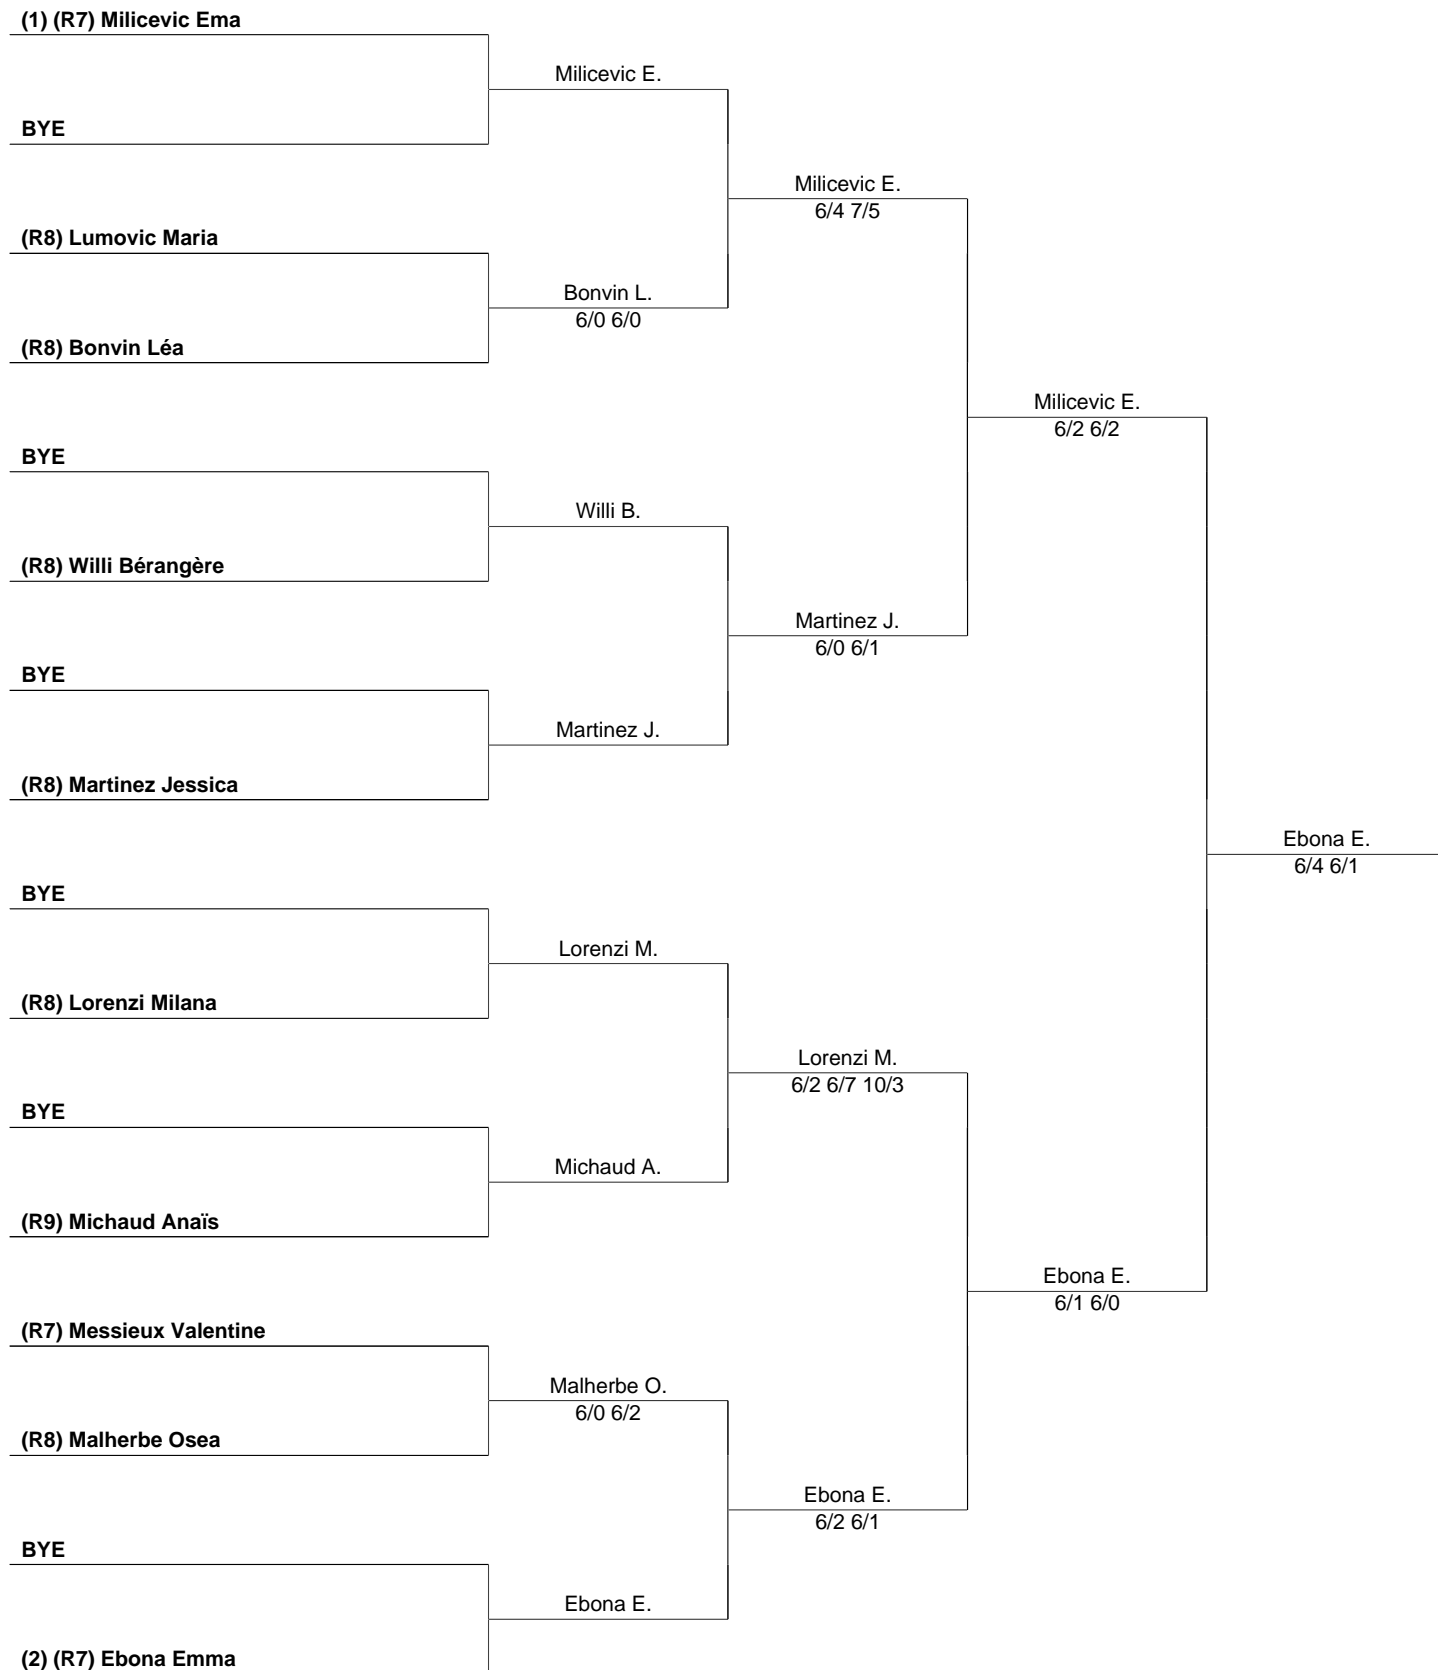 (1) (R7) Milicevic Ema
Milicevic E.
BYE
Milicevic E.
6/4 7/5
(R8) Lumovic Maria
Bonvin L.
6/0 6/0
(R8) Bonvin Léa
Milicevic E.
6/2 6/2
BYE
Willi B.
(R8) Willi Bérangère
Martinez J.
6/0 6/1
BYE
Martinez J.
(R8) Martinez Jessica
Ebona E.
6/4 6/1
BYE
Lorenzi M.
(R8) Lorenzi Milana
Lorenzi M.
6/2 6/7 10/3
BYE
Michaud A.
(R9) Michaud Anaïs
Ebona E.
6/1 6/0
(R7) Messieux Valentine
Malherbe O.
6/0 6/2
(R8) Malherbe Osea
Ebona E.
6/2 6/1
BYE
Ebona E.
(2) (R7) Ebona Emma